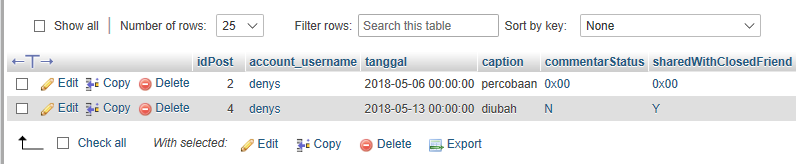 Show all Number of rows: 25 Filter rows: Search this table Sort by key: None
idPost account_username tanggal caption commentarStatus sharedWithClosedFriend
Edit Copy Delete 2 denys 2018-05-06 00:00:00 percobaan 0x00 0x00
Edit Copy Delete 4 denys 2018-05-13 00:00:00 diubah N Y
Check all With selected: Edit Copy Delete Export